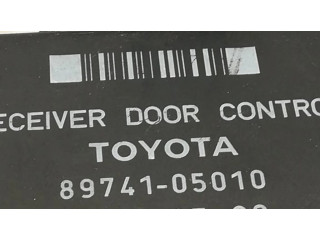 ECEIVER DOOR CONTRO
TOYOTA
89741-05010